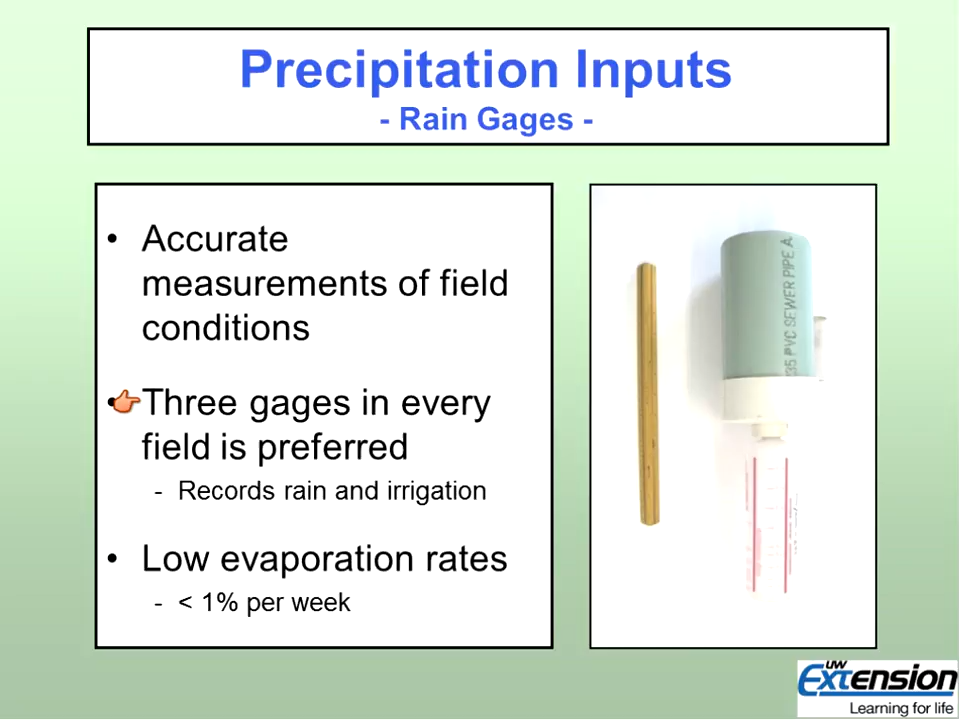 Precipitation Inputs
- Rain Gages -
• Accurate
measurements of field
conditions
• Three gages in every
field is preferred
- Records rain and irrigation
• Low evaporation rates
- < 1% per week
35 PVC SEWER PIPE A
UW
Extension
Learning for life